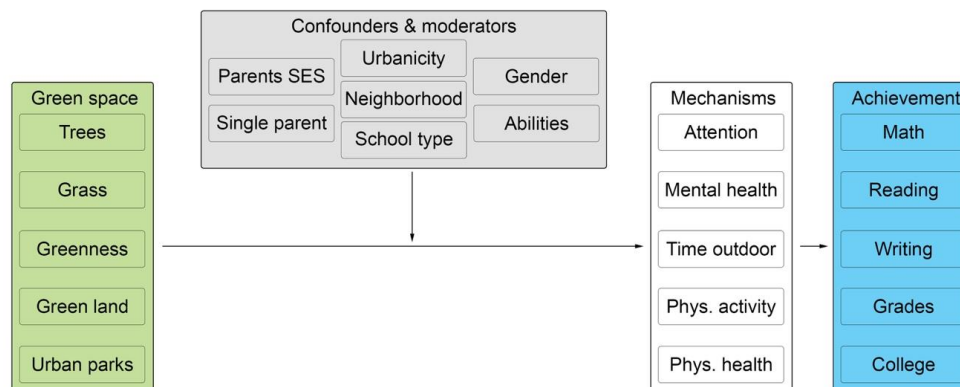 Confounders & moderators
Parents SES
Single parent
Urbanicity
Neighborhood
School type
Gender
Abilities
Green space
Trees
Grass
Greenness
Green land
Urban parks
Mechanisms
Attention
Mental health
Time outdoor
Phys. activity
Phys. health
Achievement
Math
Reading
Writing
Grades
College